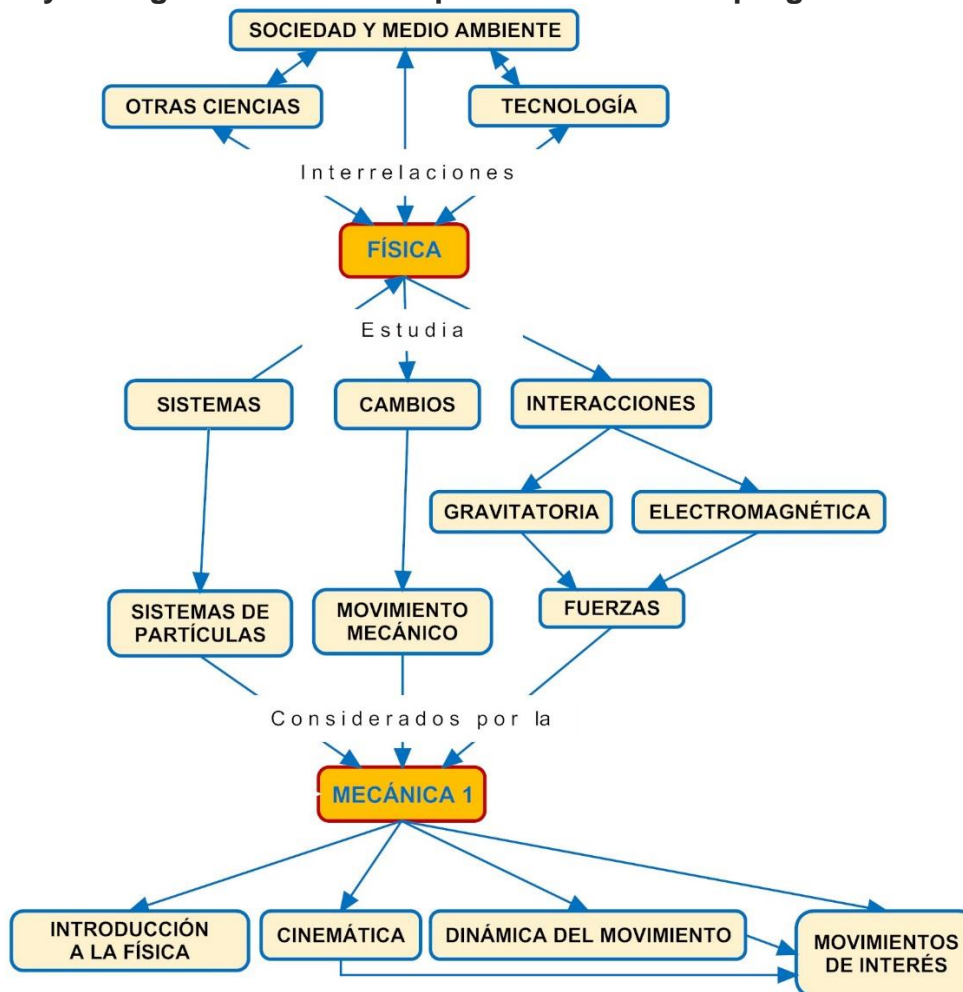 SOCIEDAD Y MEDIO AMBIENTE
OTRAS CIENCIAS
TECNOLOGÍA
Interrelaciones
FÍSICA
Estudia
SISTEMAS
CAMBIOS
INTERACCIONES
GRAVITATORIA
ELECTROMAGNÉTICA
SISTEMAS DE
PARTÍCULAS
MOVIMIENTO
MECÁNICO
FUERZAS
Considerados por la
MECÁNICA 1
INTRODUCCIÓN
A LA FÍSICA
CINEMÁTICA
DINÁMICA DEL MOVIMIENTO
MOVIMIENTOS
DE INTERÉS